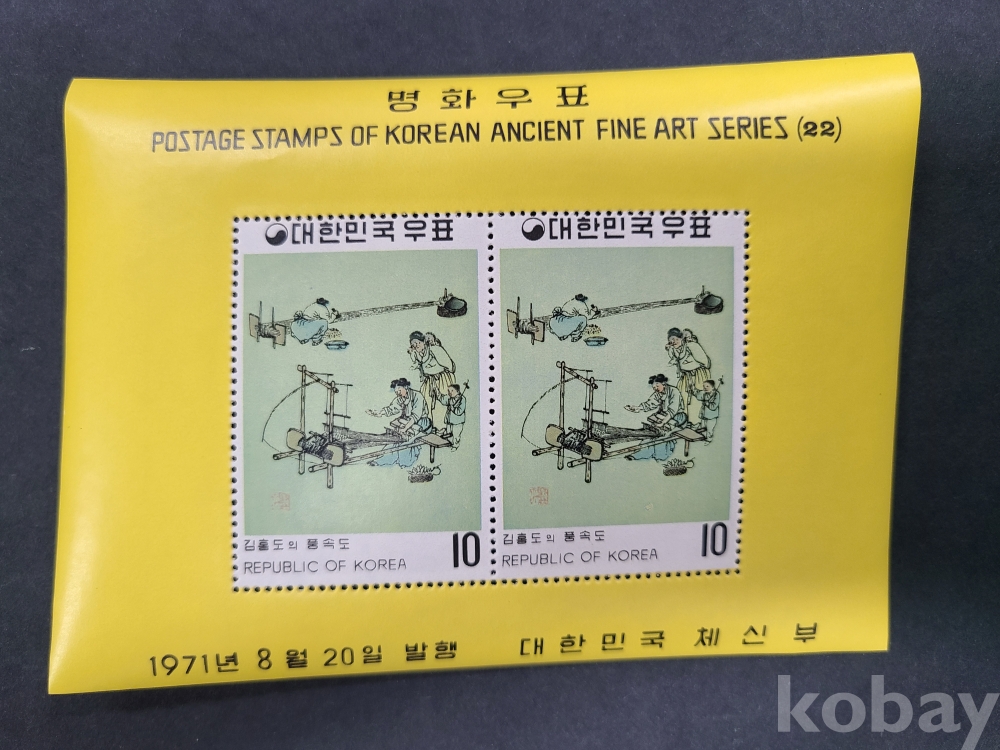 명화우표
POSTAGE STAMPS OF KOREAN ANCIENT FINE ART SERIES (22)
대한민국우표 대한민국우표
김홍도의 풍속도 10 김홍도의 풍속도 10
REPUBLIC OF KOREA REPUBLIC OF KOREA
1971년 8월 20일 발행 대한민국 체신부
kobay